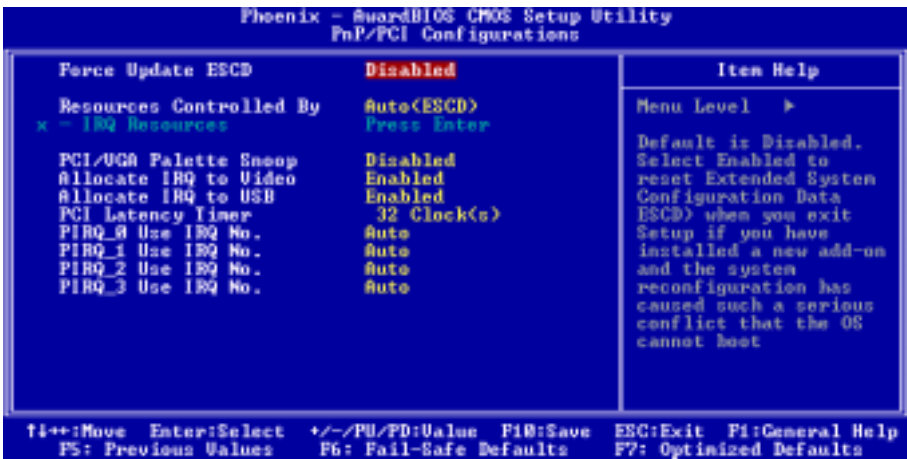 Phoenix - AwardBIOS CMOS Setup Utility
PnP/PCI Configurations
Force Update ESCD Disabled
Resources Controlled By Auto(ESCD)
x - IRQ Resources Press Enter
PCI/VGA Palette Snoop Disabled
Allocate IRQ to Video Enabled
Allocate IRQ to USB Enabled
PCI Latency Timer 32 Clock(s)
PIRQ_0 Use IRQ No. Auto
PIRQ_1 Use IRQ No. Auto
PIRQ_2 Use IRQ No. Auto
PIRQ_3 Use IRQ No. Auto
Item Help
Menu Level ▶
Default is Disabled.
Select Enabled to
reset Extended System
Configuration Data
ESCD) when you exit
Setup if you have
installed a new add-on
and the system
reconfiguration has
caused such a serious
conflict that the OS
cannot boot
↑↓→←:Move Enter:Select +/-/PU/PD:Value F10:Save ESC:Exit F1:General Help
F5: Previous Values F6: Fail-Safe Defaults F7: Optimized Defaults